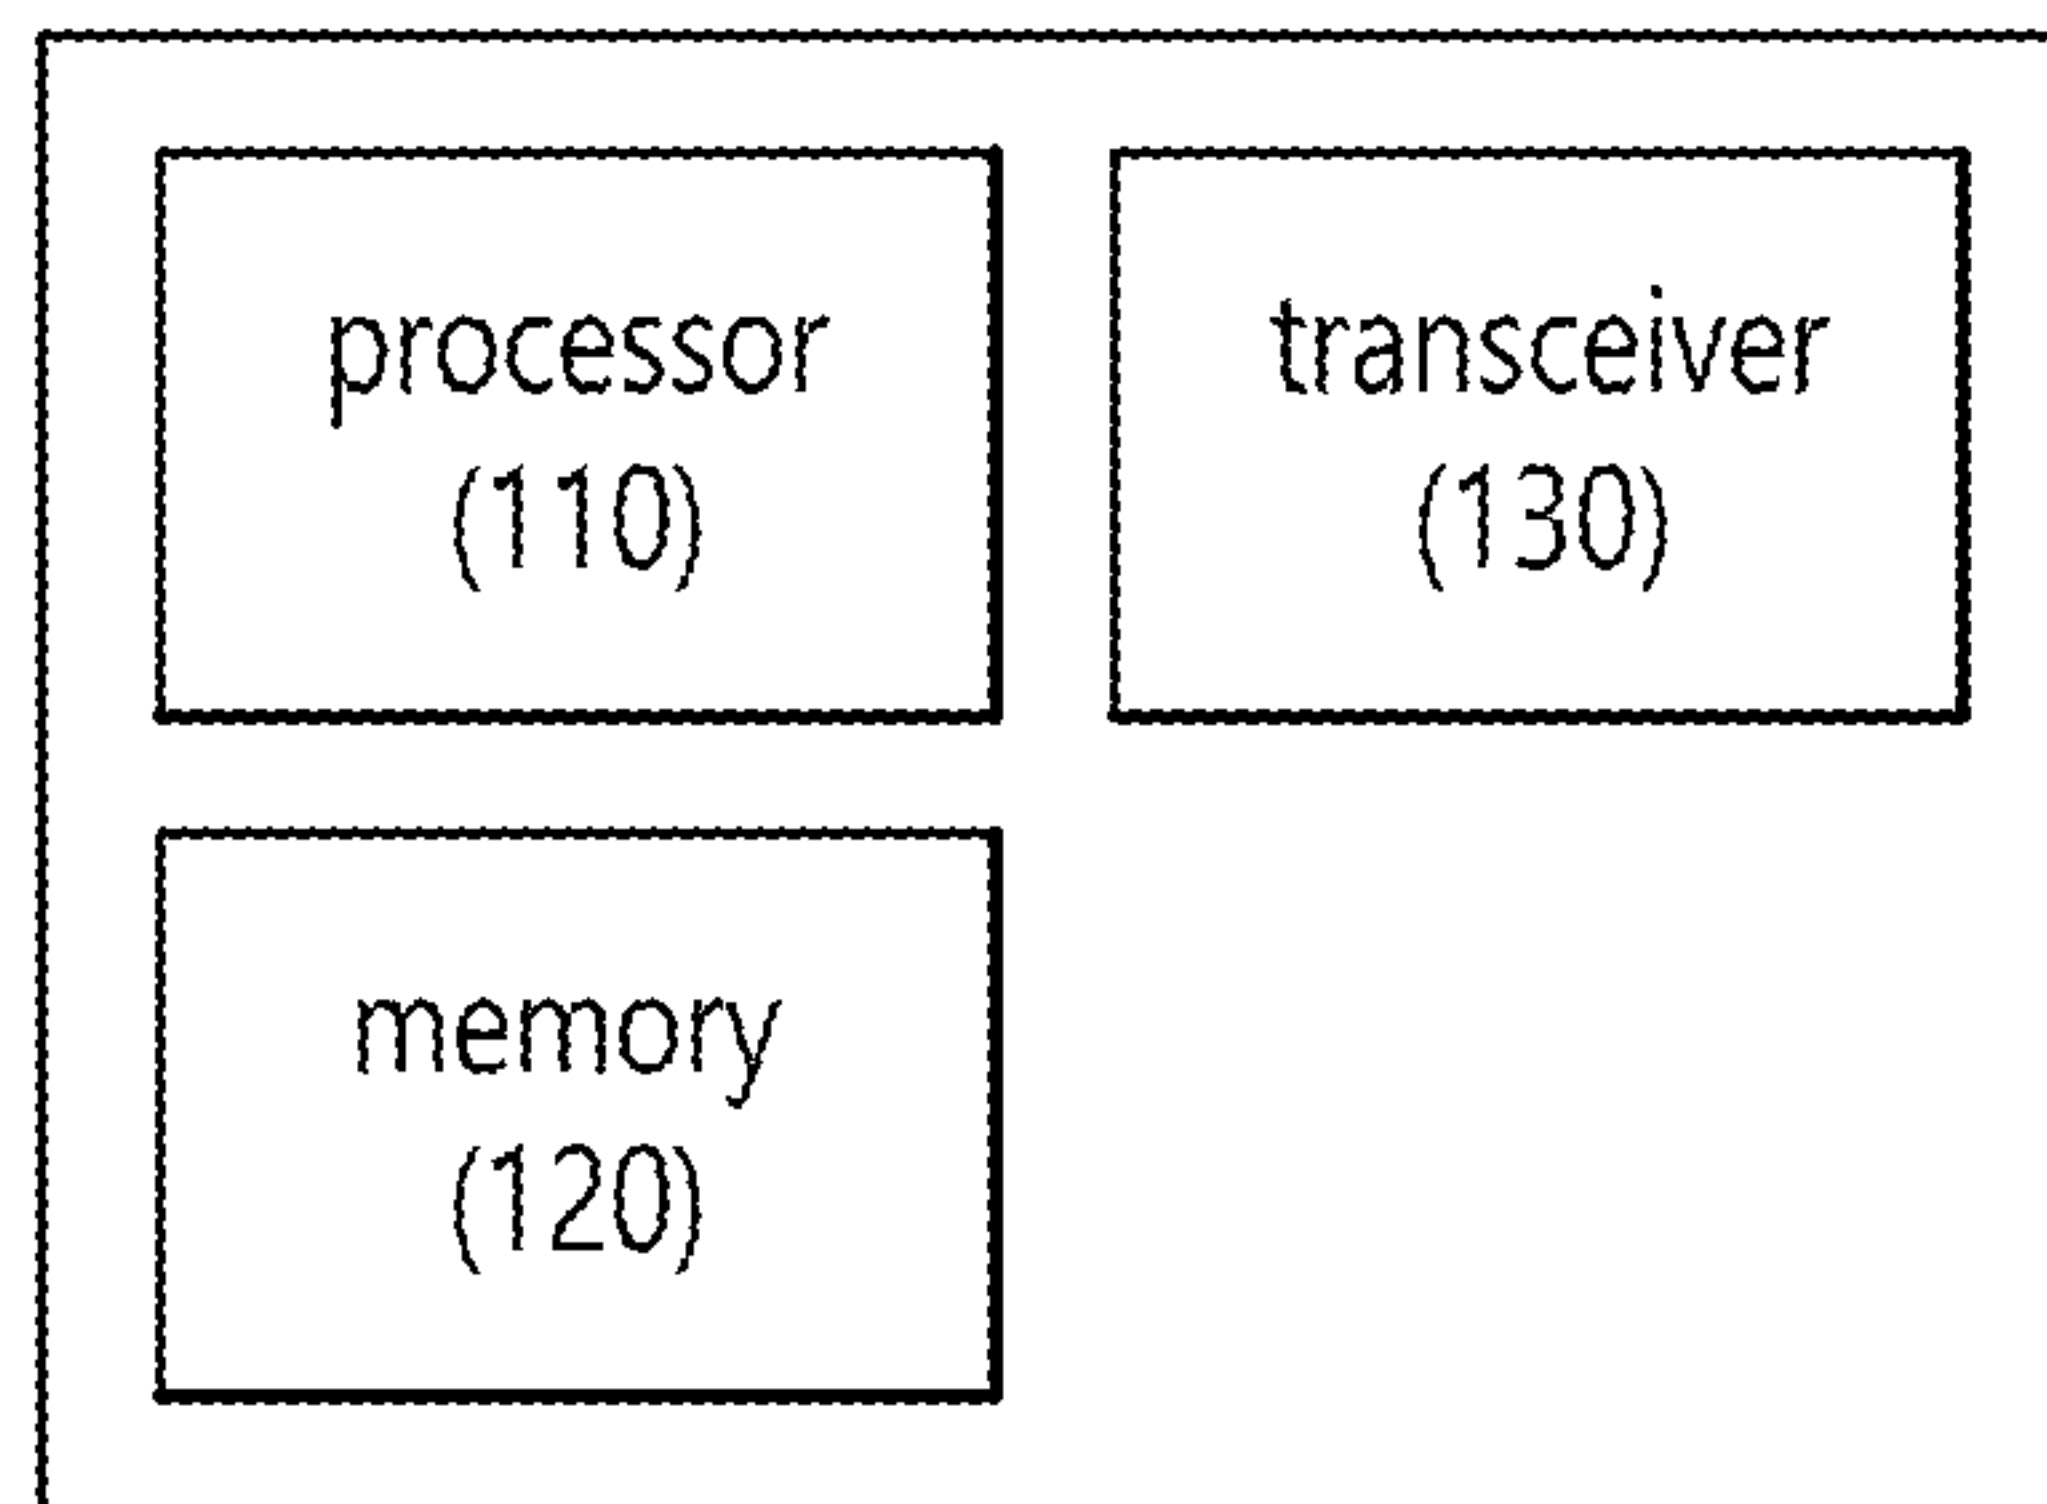 processor
(110)
transceiver
(130)
memory
(120)